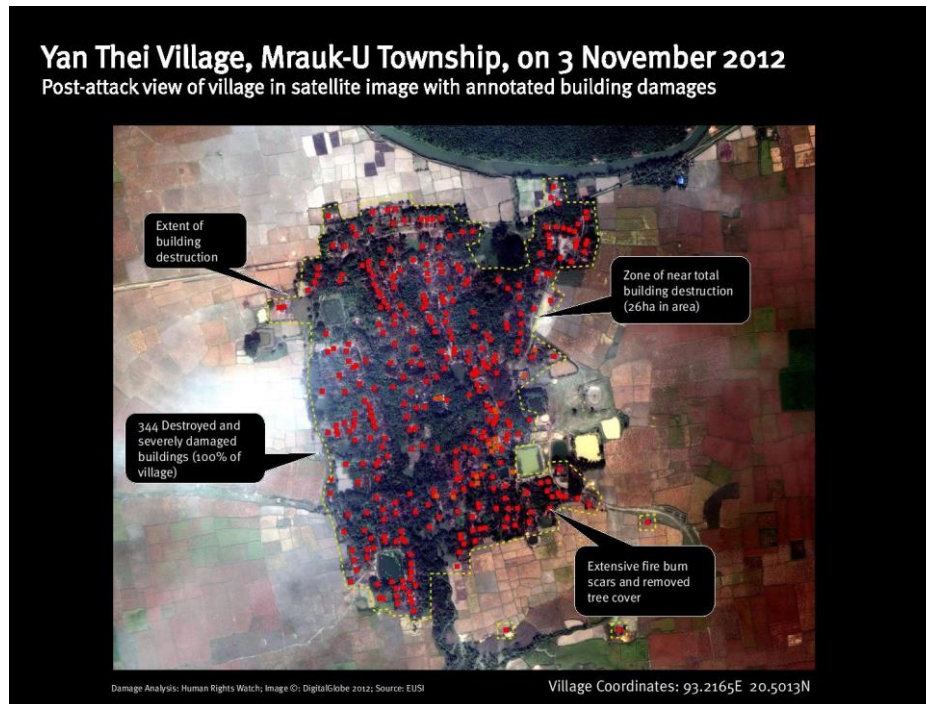 Yan Thei Village, Mrauk-U Township, on 3 November 2012
Post-attack view of village in satellite image with annotated building damages
Extent of
building
destruction
Zone of near total
building destruction
(26ha in area)
344 Destroyed and
severely damaged
buildings (100% of
village)
Extensive fire burn
scars and removed
tree cover
Damage Analysis: Human Rights Watch; Image ©: DigitalGlobe 2012; Source: EUSI
Village Coordinates: 93.2165E 20.5013N